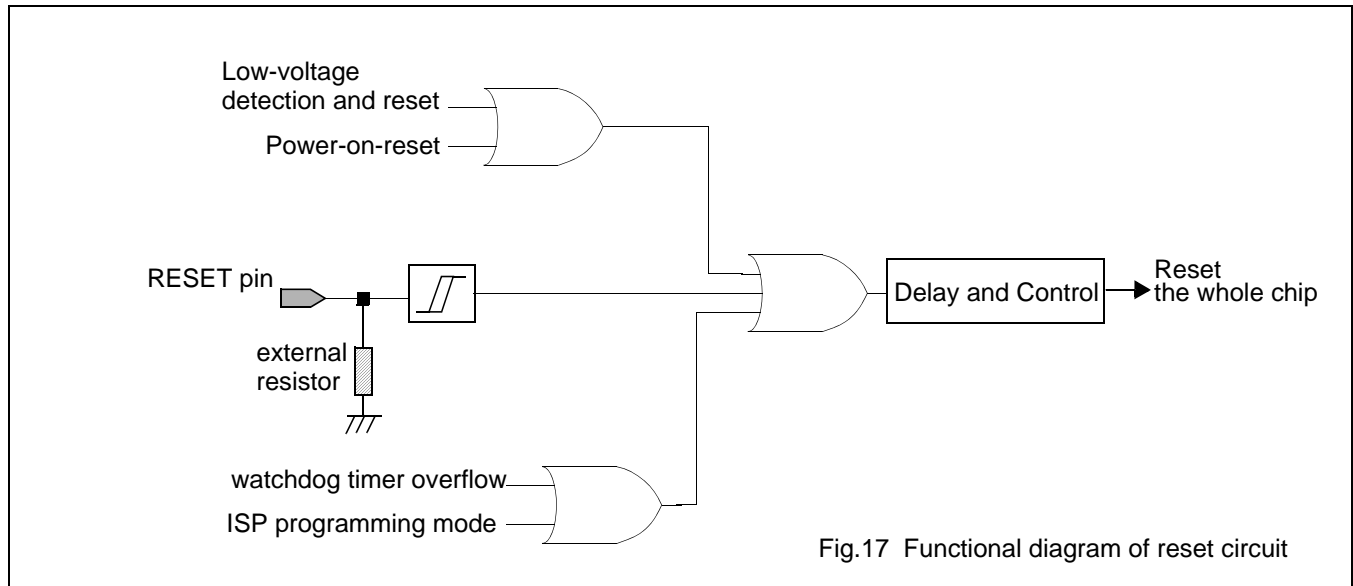 Low-voltage
detection and reset
Power-on-reset
RESET pin
external
resistor
Delay and Control
Reset
the whole chip
watchdog timer overflow
ISP programming mode
Fig.17 Functional diagram of reset circuit